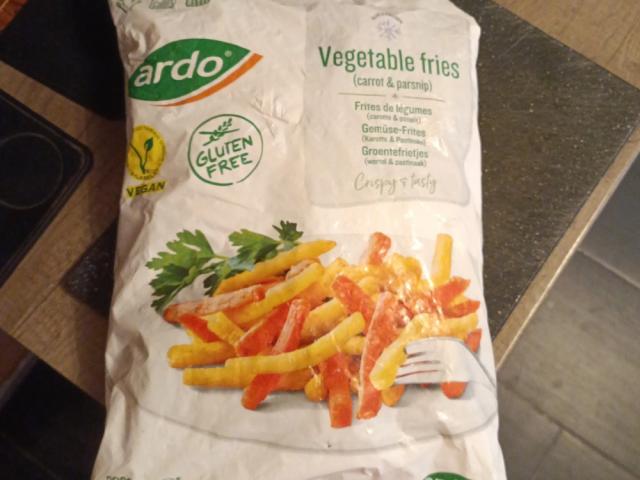 ardo
Vegetable fries
(carrot & parsnip)
Frites de légumes
(carotte & panais)
Gemüse-Frites
(Karotte & Pastinake)
Groentefrietjes
(wortel & pastinaak)
Crispy & tasty
GLUTEN
FREE
VEGAN